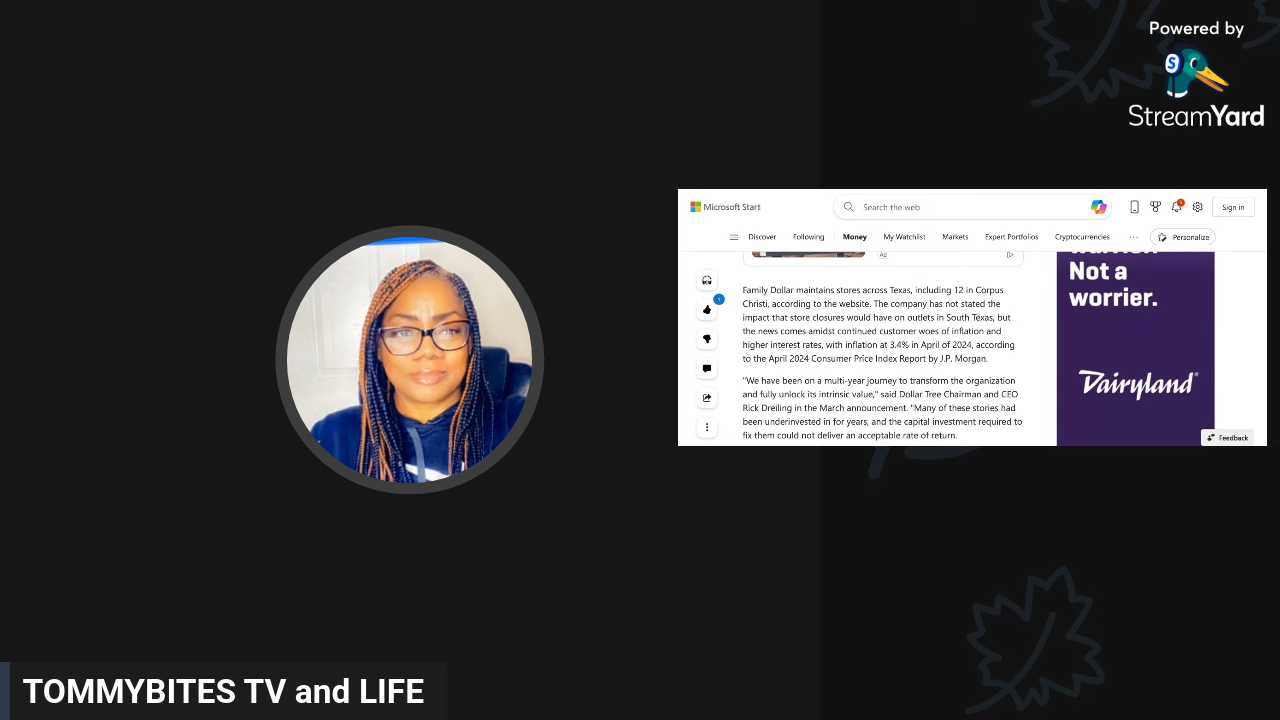 Powered by
StreamYard
Microsoft Start
Search the web
Sign in
Discover
Following
Money
My Watchlist
Markets
Expert Portfolios
Cryptocurrencies
Personalize
Ad
1
Family Dollar maintains stores across Texas, including 12 in Corpus
Christi, according to the website. The company has not stated the
impact that store closures would have on outlets in South Texas, but
the news comes amidst continued customer woes of inflation and
higher interest rates, with inflation at 3.4% in April of 2024, according
to the April 2024 Consumer Price Index Report by J.P. Morgan.
"We have been on a multi-year journey to transform the organization
and fully unlock its intrinsic value," said Dollar Tree Chairman and CEO
Rick Dreiling in the March announcement. "Many of these stories had
been underinvested in for years, and the capital investment required to
fix them could not deliver an acceptable rate of return.
Not a
worrier.
Dairyland®
Feedback
TOMMYBITES TV and LIFE